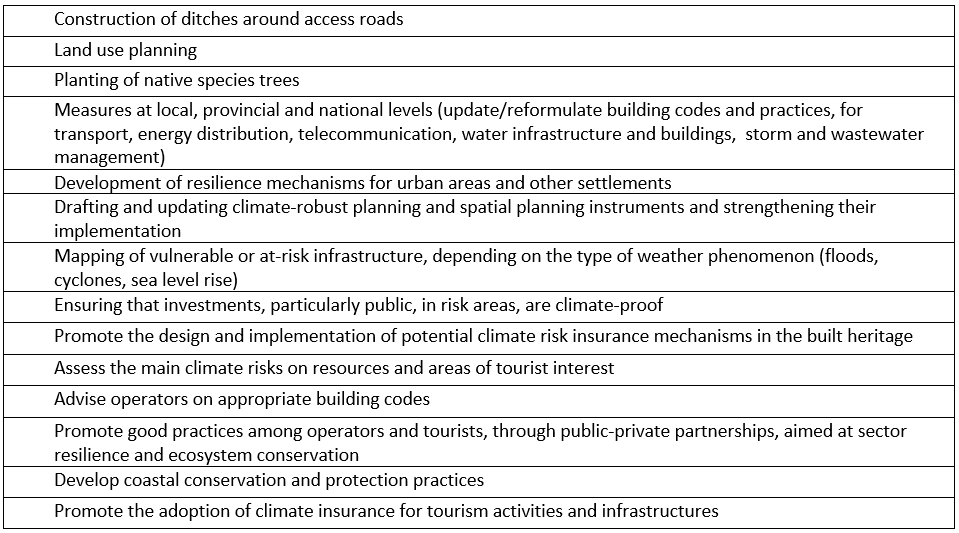 Construction of ditches around access roads
Land use planning
Planting of native species trees
Measures at local, provincial and national levels (update/reformulate building codes and practices, for
transport, energy distribution, telecommunication, water infrastructure and buildings,  storm and wastewater
management)
Development of resilience mechanisms for urban areas and other settlements
Drafting and updating climate-robust planning and spatial planning instruments and strengthening their
implementation
Mapping of vulnerable or at-risk infrastructure, depending on the type of weather phenomenon (floods,
cyclones, sea level rise)
Ensuring that investments, particularly public, in risk areas, are climate-proof
Promote the design and implementation of potential climate risk insurance mechanisms in the built heritage
Assess the main climate risks on resources and areas of tourist interest
Advise operators on appropriate building codes
Promote good practices among operators and tourists, through public-private partnerships, aimed at sector
resilience and ecosystem conservation
Develop coastal conservation and protection practices
Promote the adoption of climate insurance for tourism activities and infrastructures